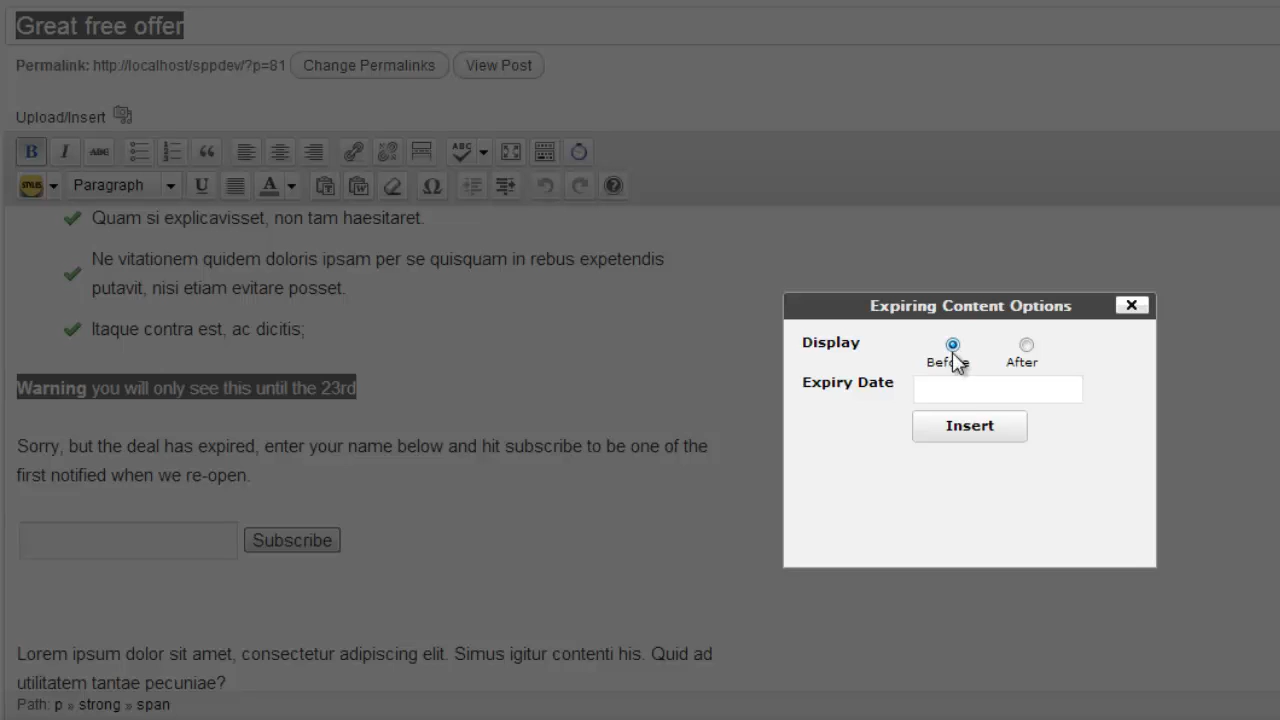 Great free offer
Permalink: http://localhost/sppdev/?p=81 Change Permalinks View Post
Upload/Insert
B I ABC ABC
STYLES Paragraph U A Ω ?
Quam si explicavisset, non tam haesitaret.
Ne vitationem quidem doloris ipsam per se quisquam in rebus expetendis
putavit, nisi etiam evitare posset.
Itaque contra est, ac dicitis;
Warning you will only see this until the 23rd
Sorry, but the deal has expired, enter your name below and hit subscribe to be one of the
first notified when we re-open.
Subscribe
Lorem ipsum dolor sit amet, consectetur adipiscing elit. Simus igitur contenti his. Quid ad
utilitatem tantae pecuniae?
Path: p » strong » span
Expiring Content Options
Display
Before After
Expiry Date
Insert